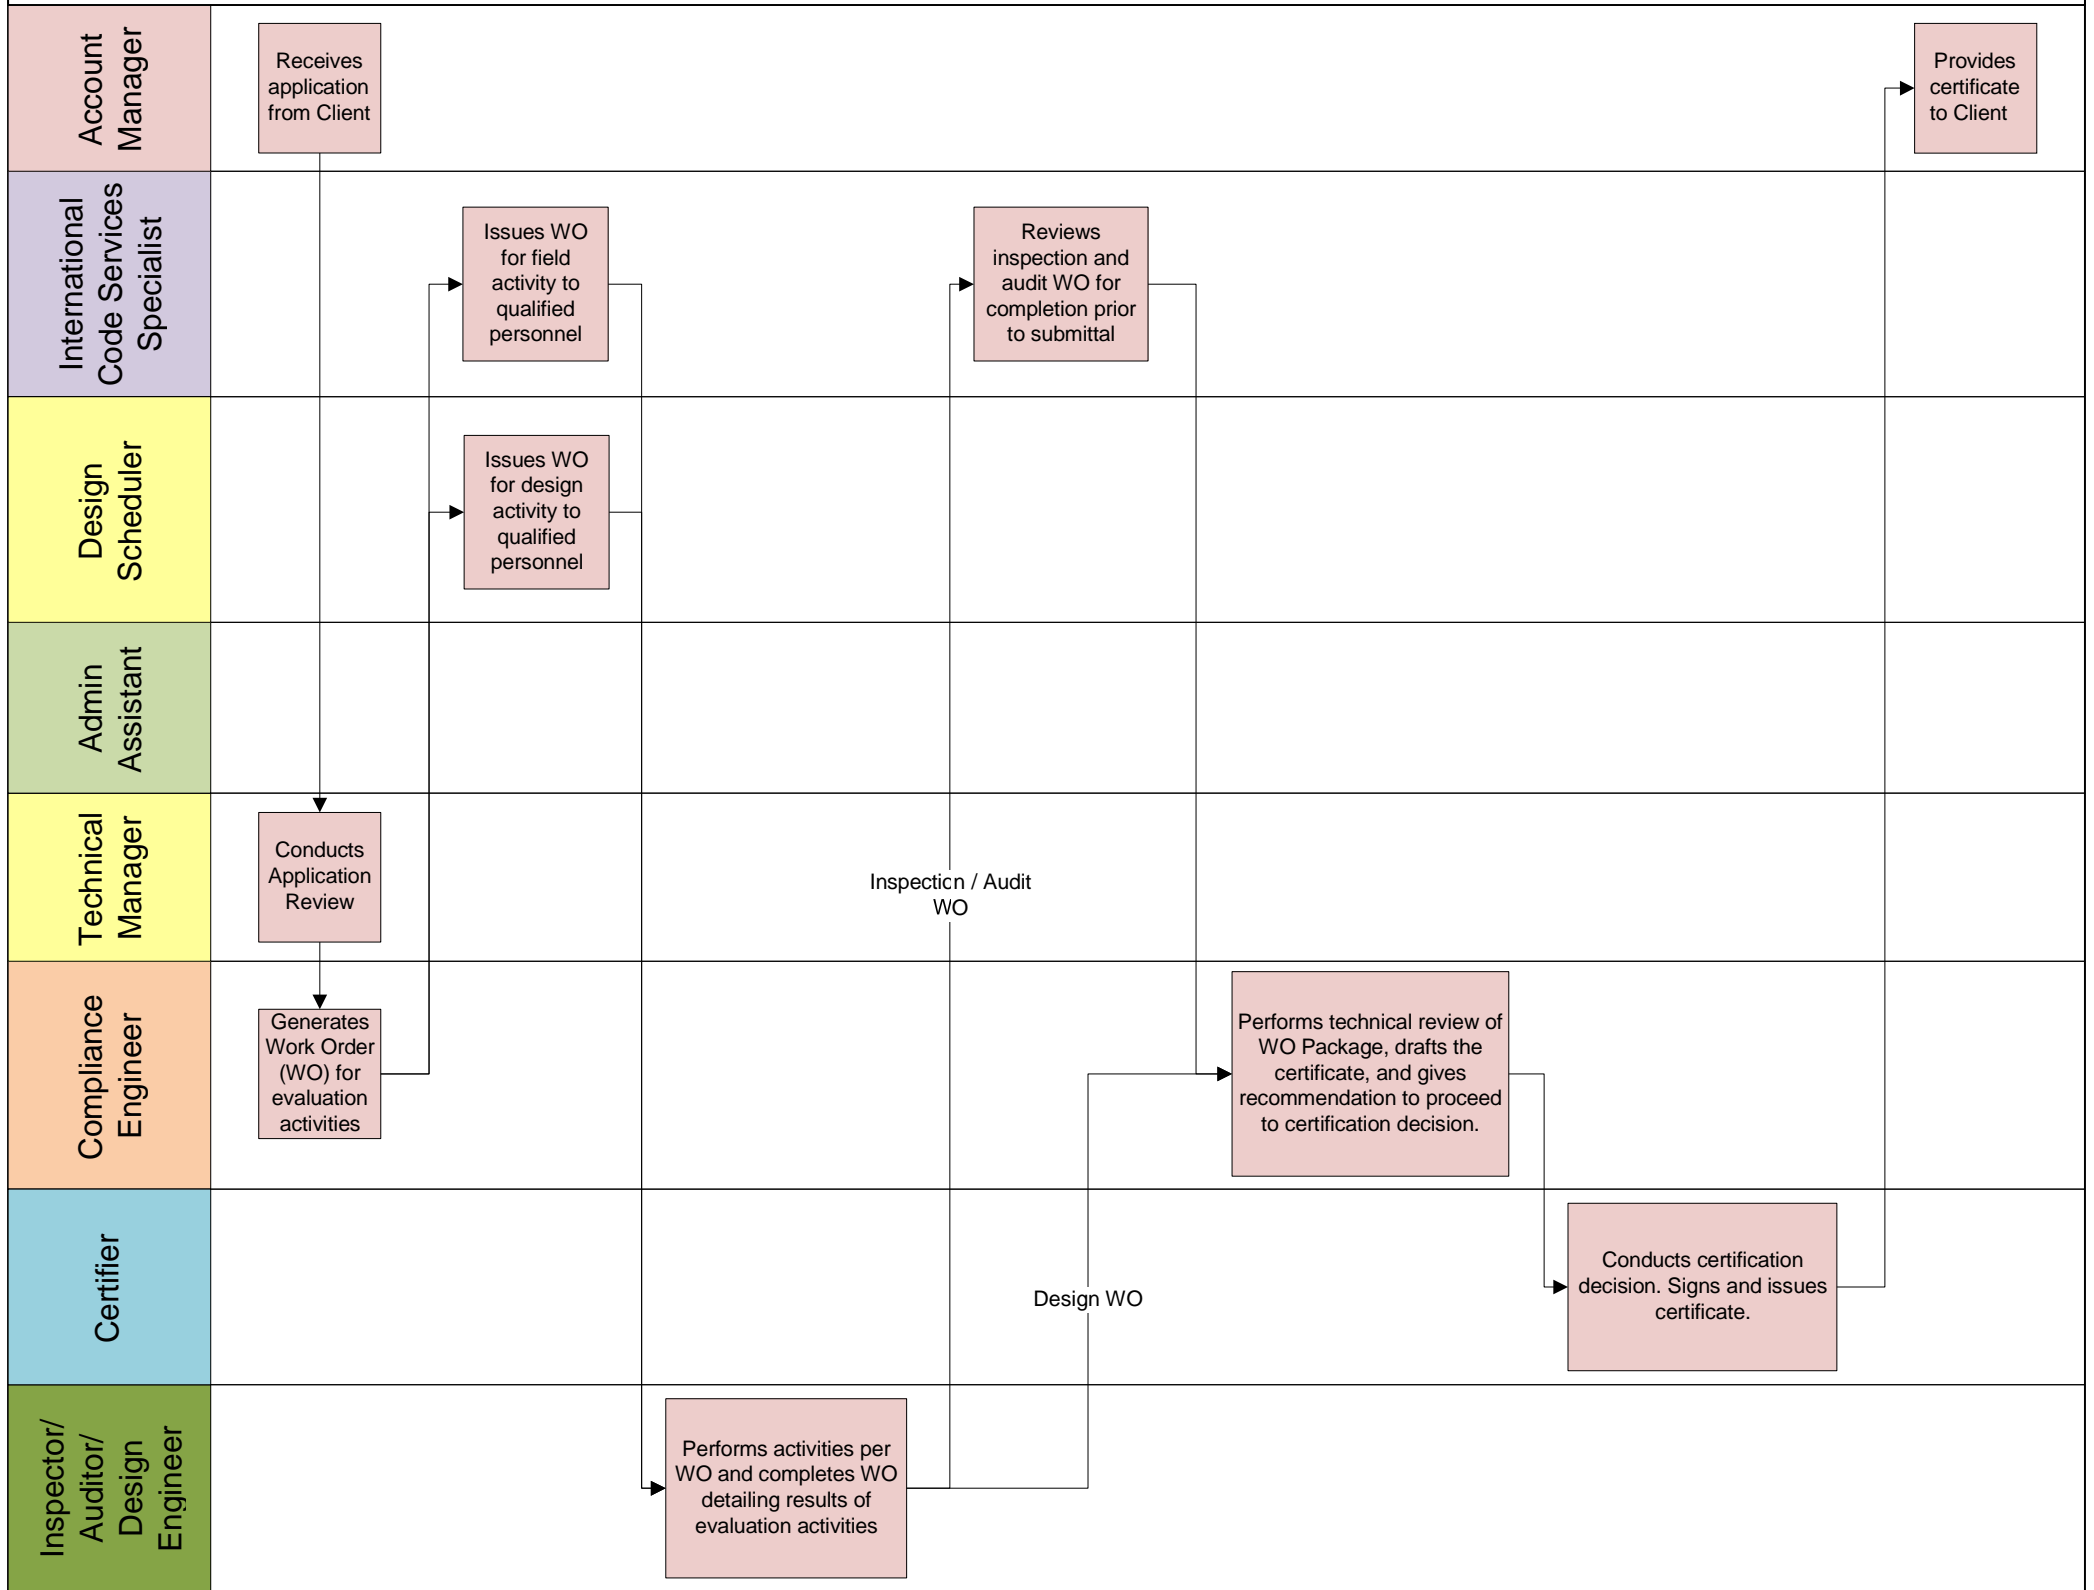 Account
Manager
Receives
application
from Client
Provides
certificate
to Client
International
Code Services
Specialist
Issues WO
for field
activity to
qualified
personnel
Reviews
inspection and
audit WO for
completion prior
to submittal
Design
Scheduler
Issues WO
for design
activity to
qualified
personnel
Admin
Assistant
Technical
Manager
Conducts
Application
Review
Inspection / Audit
WO
Compliance
Engineer
Generates
Work Order
(WO) for
evaluation
activities
Performs technical review of
WO Package, drafts the
certificate, and gives
recommendation to proceed
to certification decision.
Certifier
Design WO
Conducts certification
decision. Signs and issues
certificate.
Inspector/
Auditor/
Design
Engineer
Performs activities per
WO and completes WO
detailing results of
evaluation activities